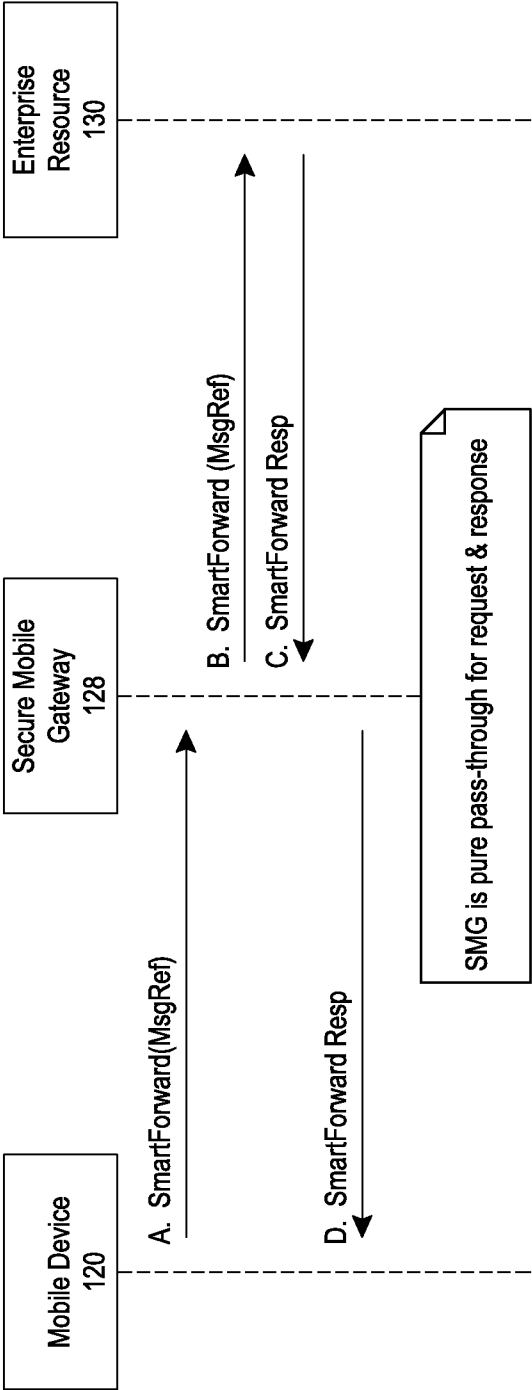 Mobile Device
120
Secure Mobile
Gateway
128
Enterprise
Resource
130
A. SmartForward(MsgRef)
B. SmartForward (MsgRef)
C. SmartForward Resp
D. SmartForward Resp
SMG is pure pass-through for request & response